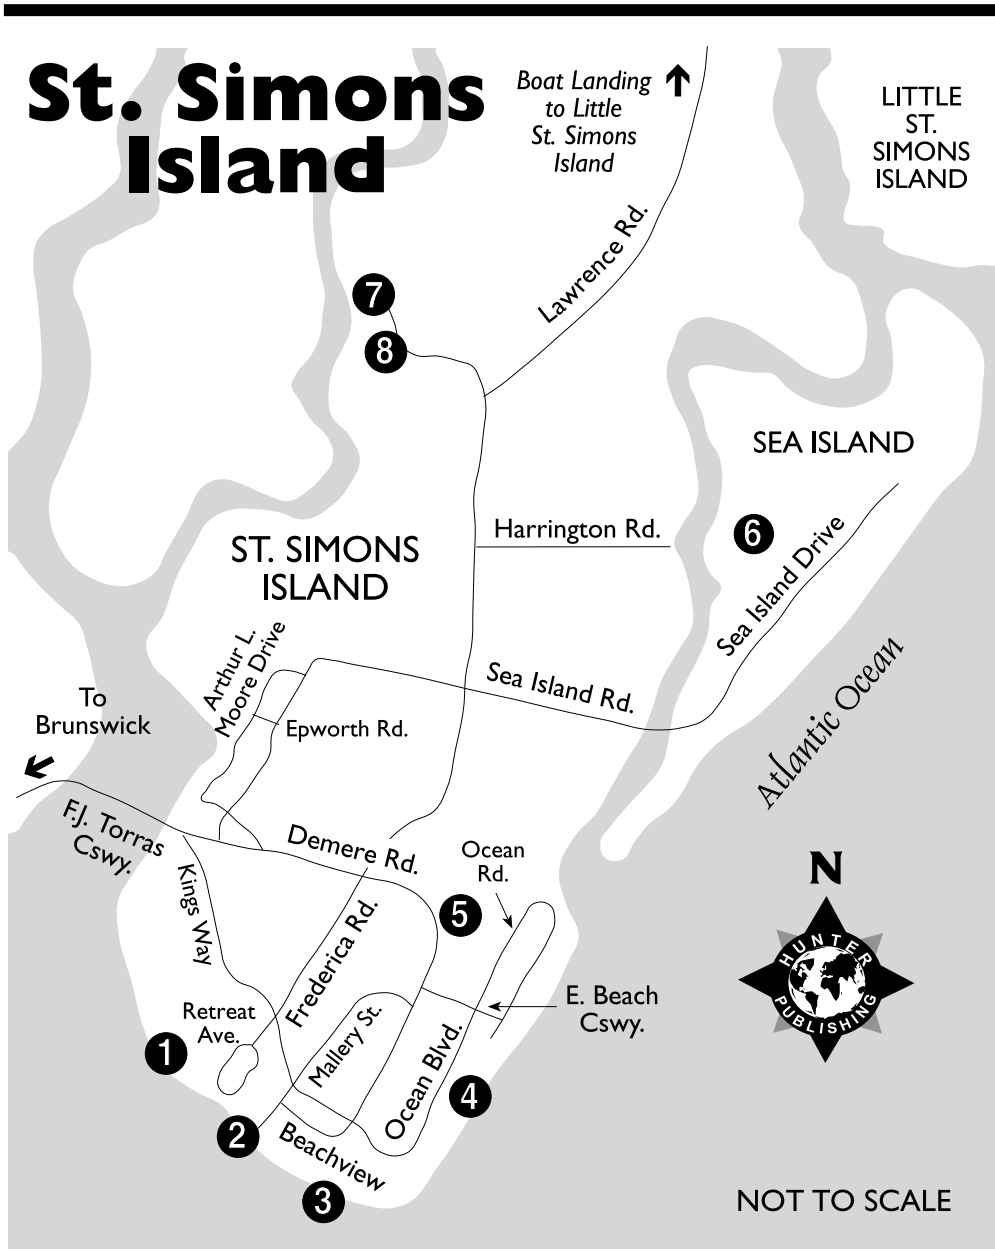 St. Simons
Island
Boat Landing
to Little
St. Simons
Island
LITTLE
ST.
SIMONS
ISLAND
Lawrence Rd.
7
8
SEA ISLAND
Harrington Rd.
6
ST. SIMONS
ISLAND
Sea Island Drive
Arthur L.
Moore Drive
Sea Island Rd.
To
Brunswick
Epworth Rd.
Atlantic Ocean
F.J. Torras
Cswy.
Demere Rd.
Ocean
Rd.
N
Kings Way
5
Frederica Rd.
HUNTER
PUBLISHING
E. Beach
Cswy.
Retreat
Ave.
1
Mallery St.
Ocean Blvd.
4
2
Beachview
3
NOT TO SCALE